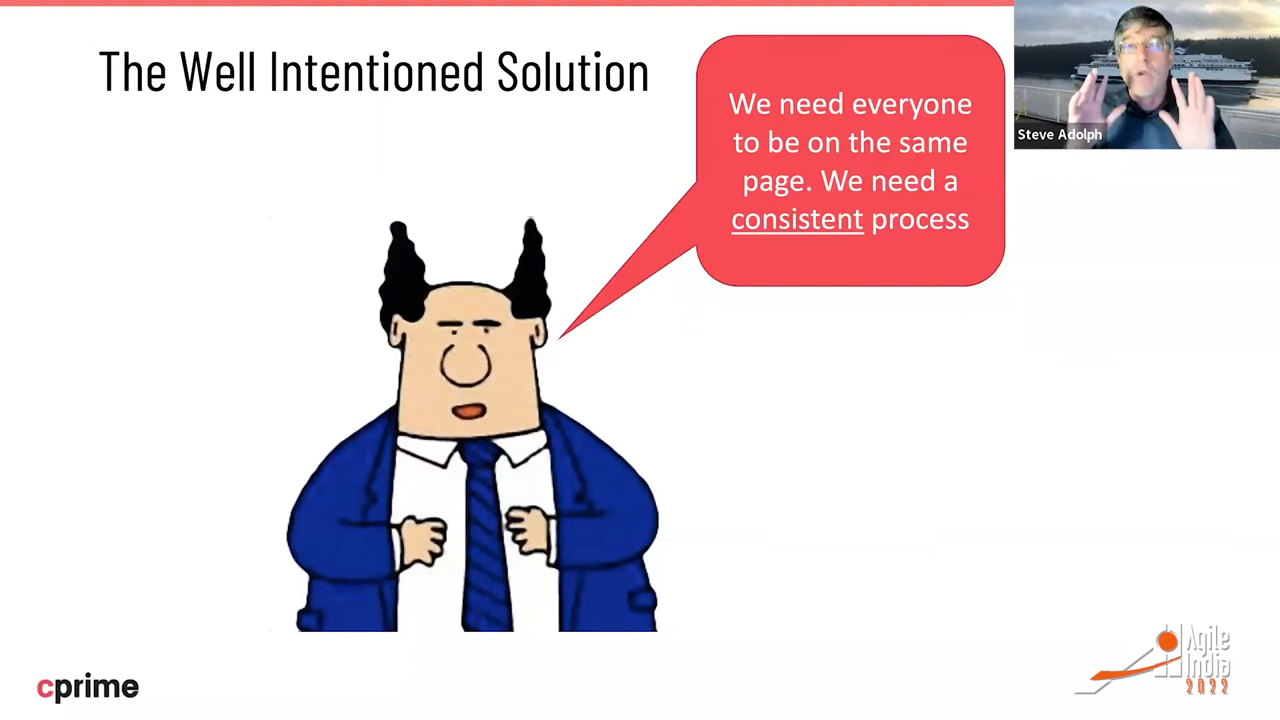 The Well Intentioned Solution
We need everyone
to be on the same
page. We need a
consistent process
Steve Adolph
cprime
Agile
India
2022